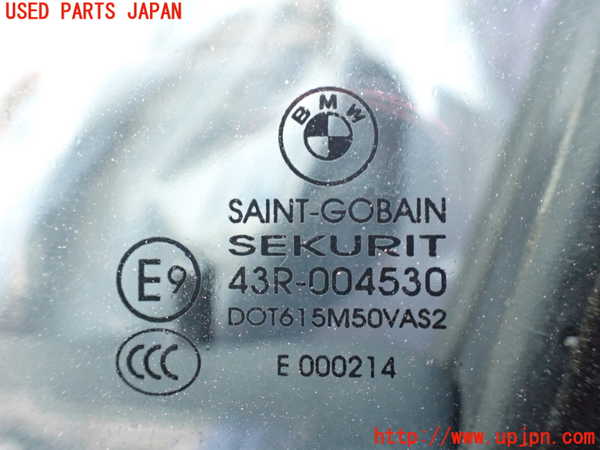 USED PARTS JAPAN
BMW
SAINT-GOBAIN
SEKURIT
E9
43R-004530
DOT615M50VAS2
CCC
E 000214
http://www.upjpn.com